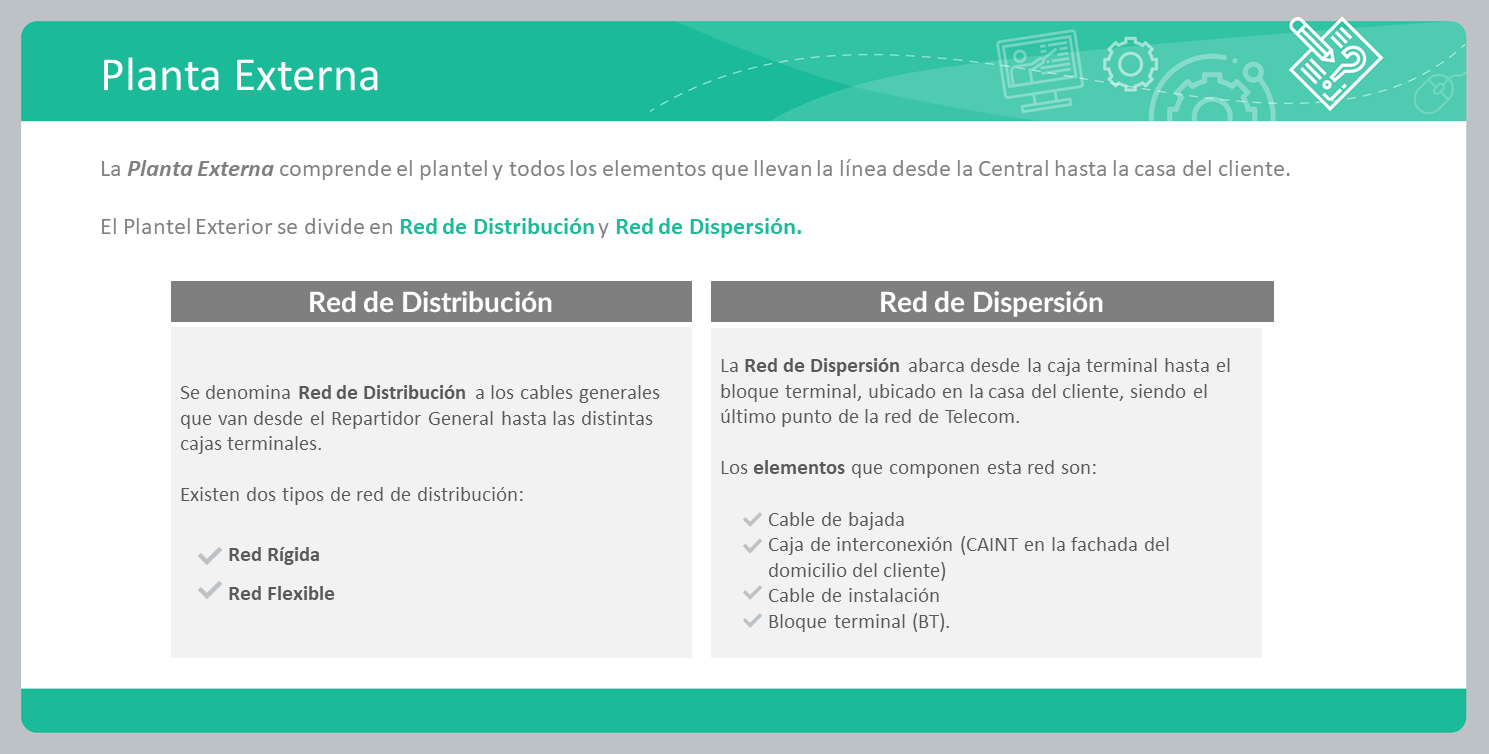 Planta Externa
La Planta Externa comprende el plantel y todos los elementos que llevan la línea desde la Central hasta la casa del cliente.
El Plantel Exterior se divide en Red de Distribución y Red de Dispersión.
Red de Distribución
Se denomina Red de Distribución a los cables generales
que van desde el Repartidor General hasta las distintas
cajas terminales.
Existen dos tipos de red de distribución:
Red Rígida
Red Flexible
Red de Dispersión
La Red de Dispersión abarca desde la caja terminal hasta el
bloque terminal, ubicado en la casa del cliente, siendo el
último punto de la red de Telecom.
Los elementos que componen esta red son:
Cable de bajada
Caja de interconexión (CAINT en la fachada del
domicilio del cliente)
Cable de instalación
Bloque terminal (BT).